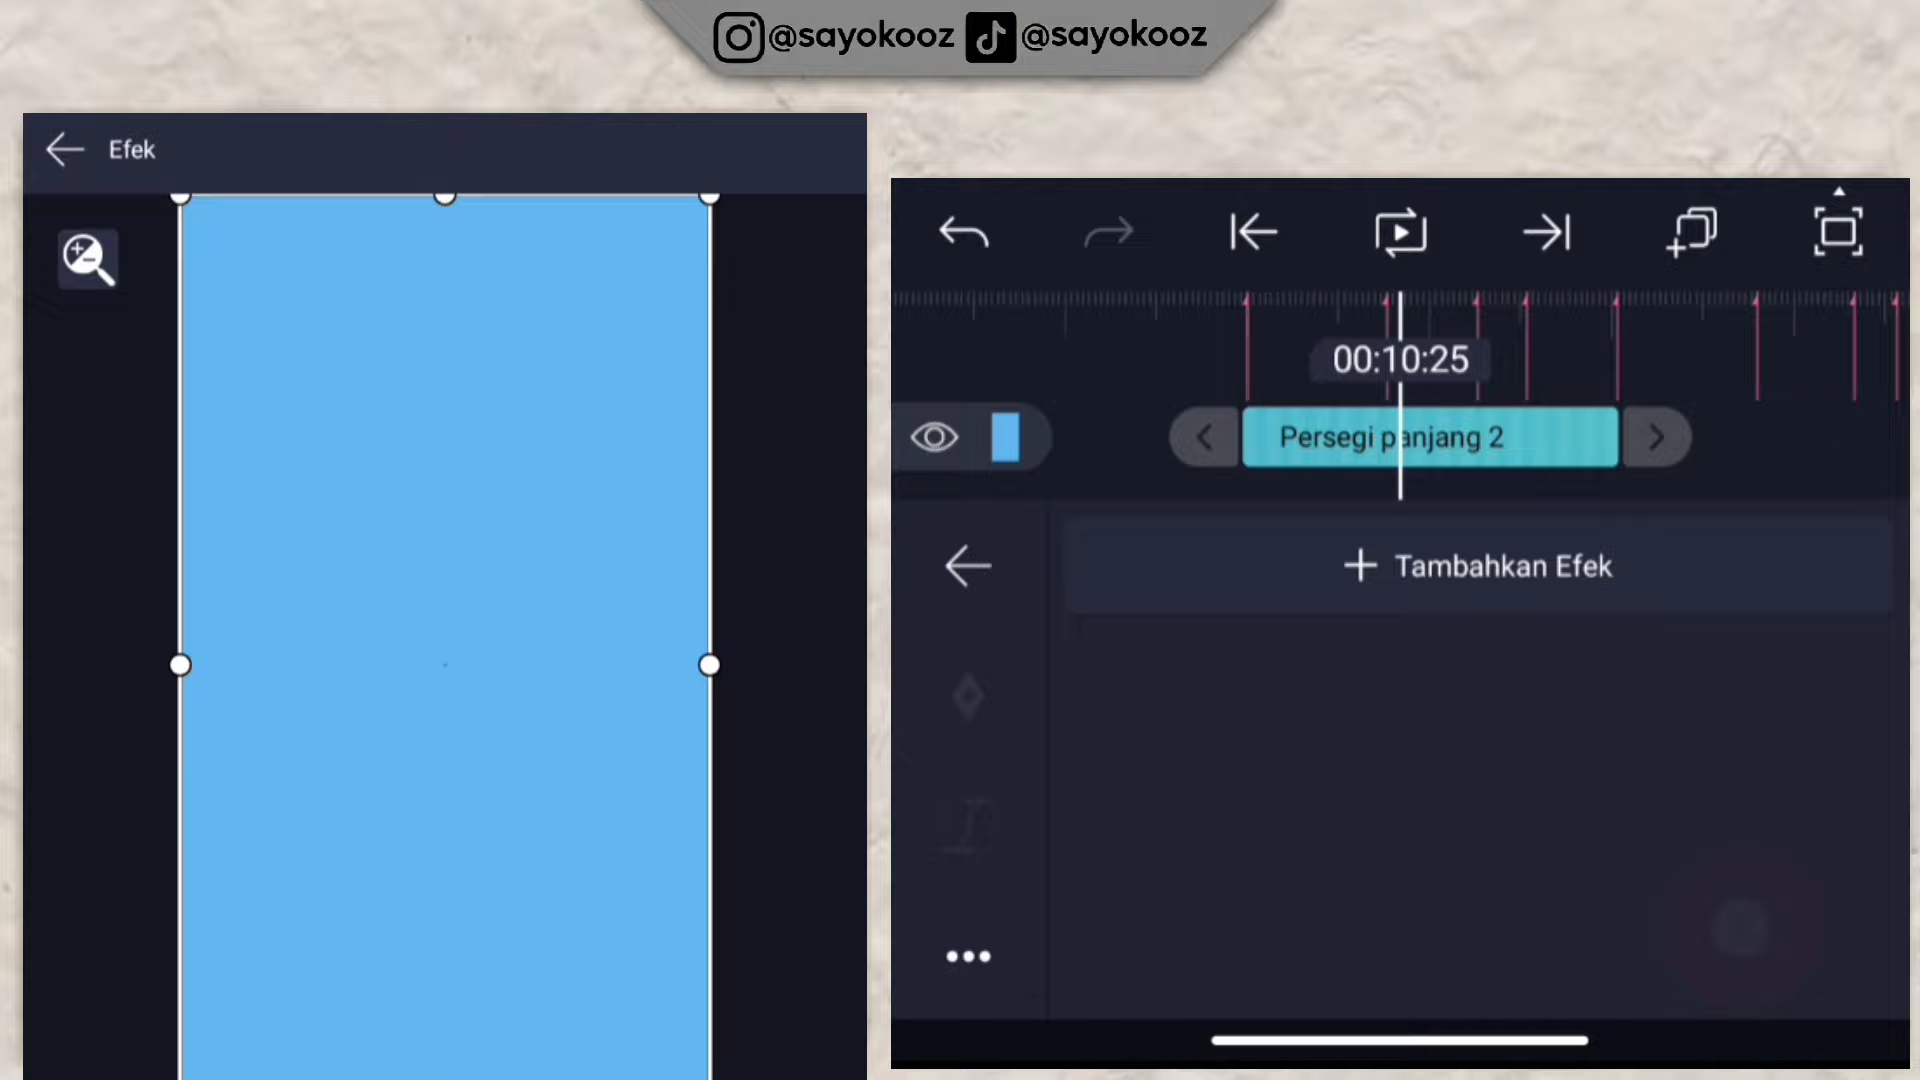 @sayokooz @sayokooz
Efek
00:10:25
Persegi panjang 2
Tambahkan Efek